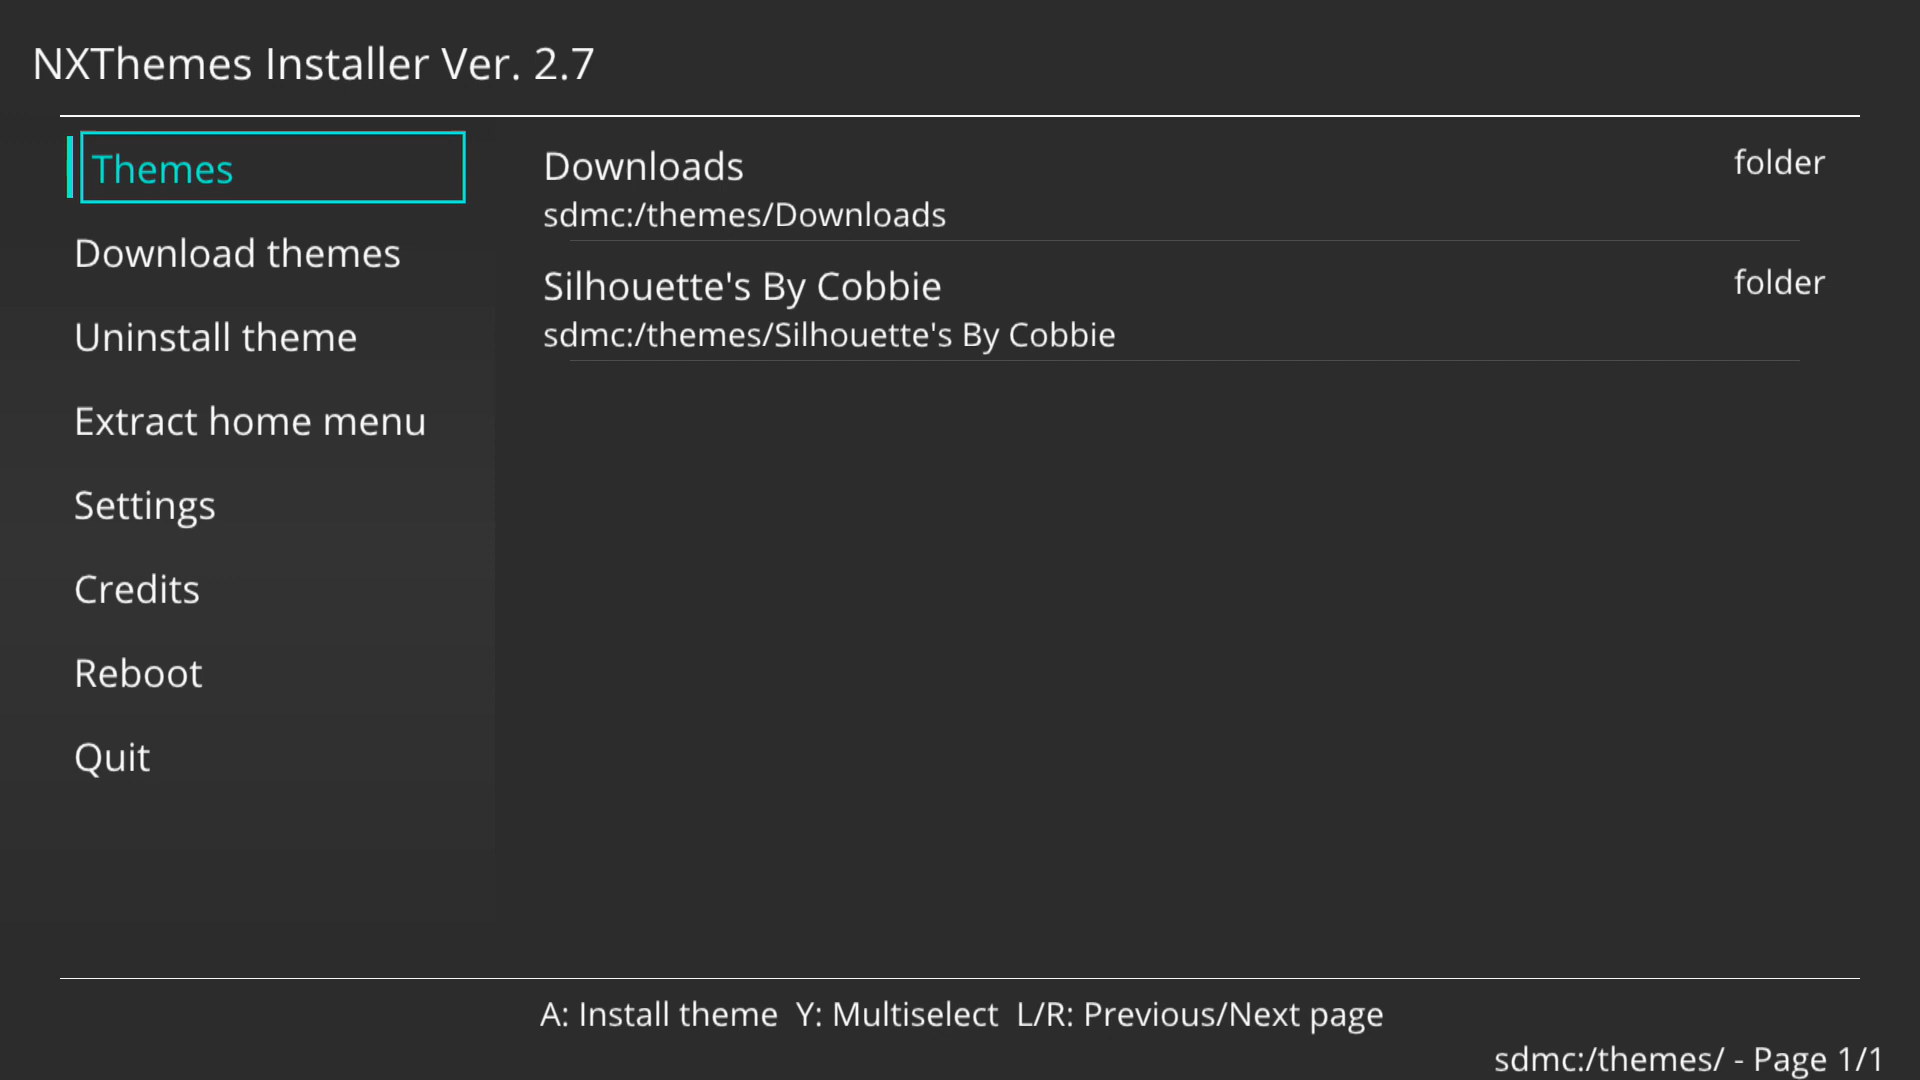 NXThemes Installer Ver. 2.7
Themes
Download themes
Uninstall theme
Extract home menu
Settings
Credits
Reboot
Quit
Downloads folder
sdmc:/themes/Downloads
Silhouette's By Cobbie folder
sdmc:/themes/Silhouette's By Cobbie
A: Install theme Y: Multiselect L/R: Previous/Next page
sdmc:/themes/ - Page 1/1